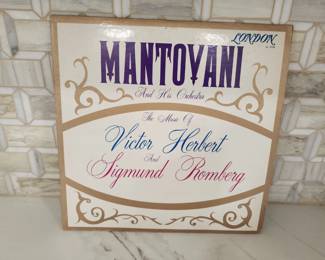 LONDON
MANTOVANI
And His Orchestra
The Music Of
Victor Herbert
And
Sigmund Romberg